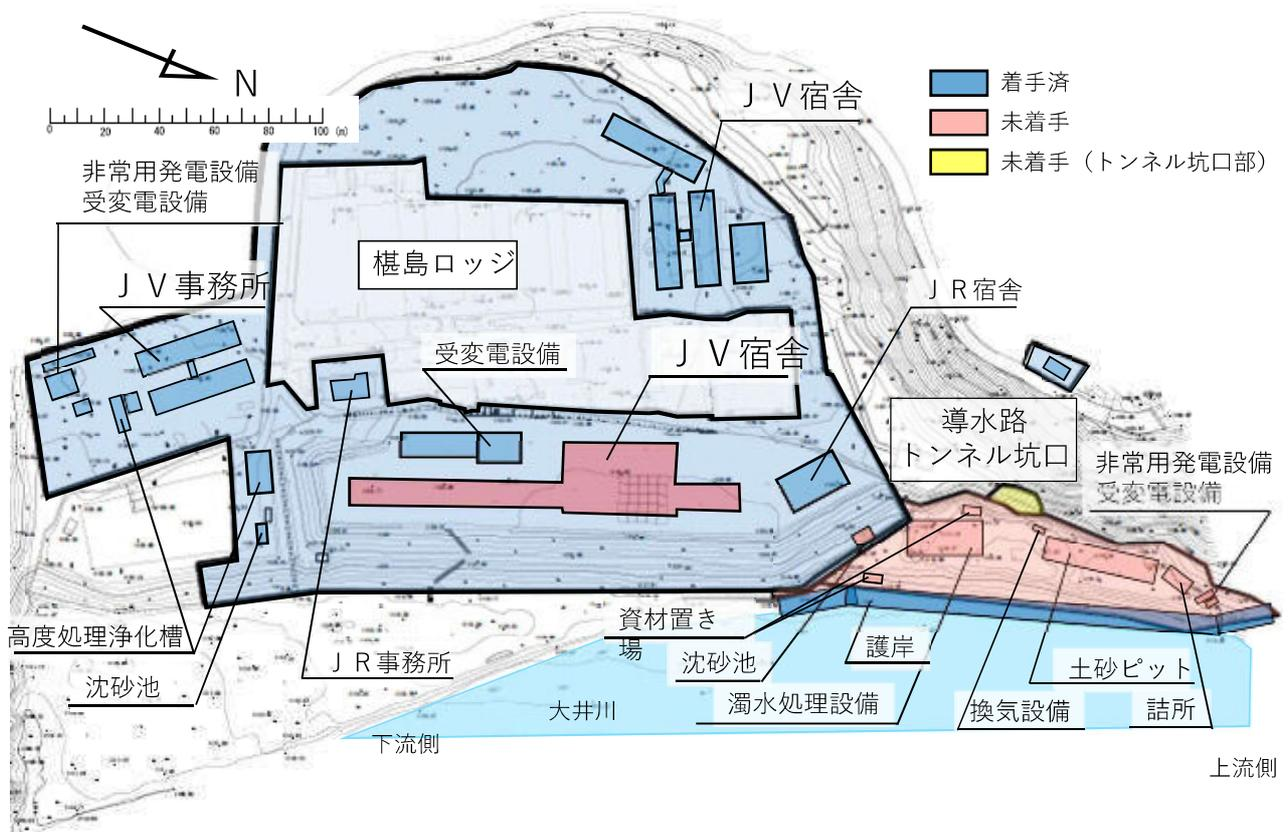 N
0 20 40 60 80 100 (m)
着手済
未着手
未着手（トンネル坑口部）
ＪＶ宿舎
非常用発電設備
受変電設備
椹島ロッジ
ＪＶ事務所
ＪＲ宿舎
受変電設備
ＪＶ宿舎
導水路
トンネル坑口
非常用発電設備
受変電設備
高度処理浄化槽
沈砂池
ＪＲ事務所
資材置き
場
沈砂池
護岸
濁水処理設備
土砂ピット
換気設備
詰所
大井川
下流側
上流側